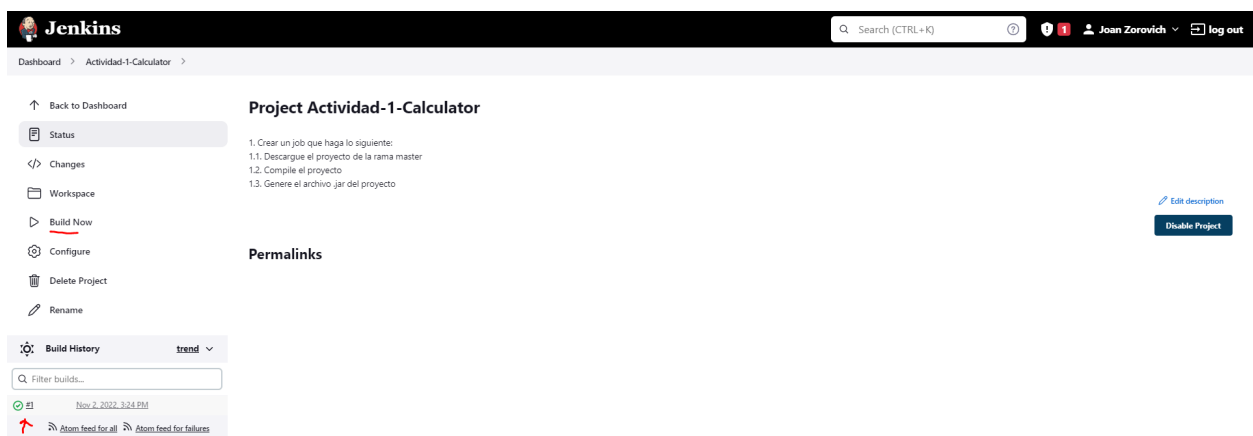 Jenkins
Search (CTRL+K)
1
Joan Zorovich
log out
Dashboard > Actividad-1-Calculator >
Back to Dashboard
Status
Changes
Workspace
Build Now
Configure
Delete Project
Rename
Build History
trend
Filter builds...
#1
Nov 2, 2022, 3:24 PM
Atom feed for all
Atom feed for failures
Project Actividad-1-Calculator
1. Crear un job que haga lo siguiente:
1.1. Descargue el proyecto de la rama master
1.2. Compile el proyecto
1.3. Genere el archivo .jar del proyecto
Edit description
Disable Project
Permalinks